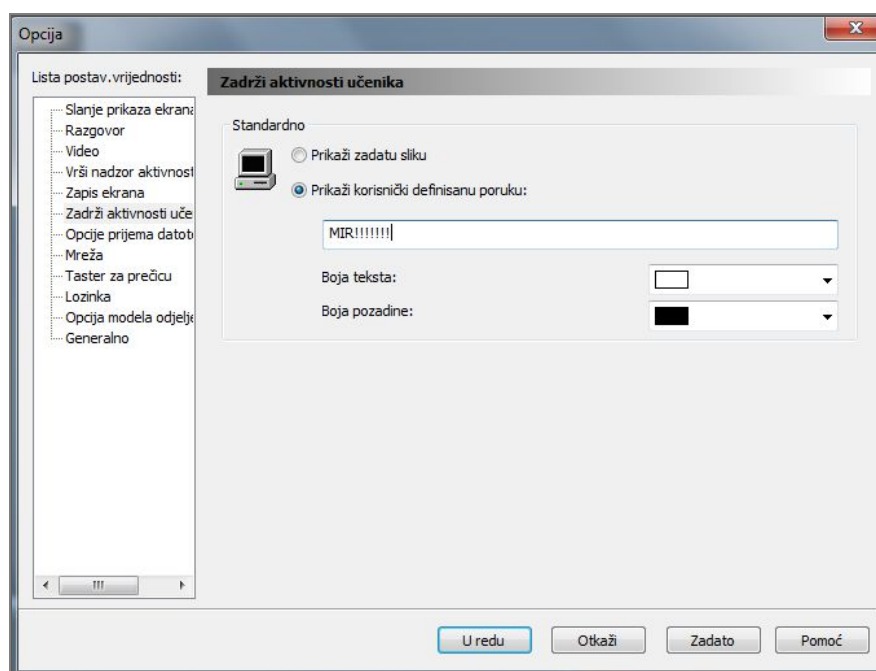 Opcija
Lista postav.vrijednosti:
Slanje prikaza ekrana
Razgovor
Video
Vrši nadzor aktivnost
Zapis ekrana
Zadrži aktivnosti uče
Opcije prijema datot
Mreža
Taster za prečicu
Lozinka
Opcija modela odjelje
Generalno
Zadrži aktivnosti učenika
Standardno
Prikaži zadatu sliku
Prikaži korisnički definisanu poruku:
MIR!!!!!!!
Boja teksta:
Boja pozadine:
U redu
Otkaži
Zadato
Pomoć